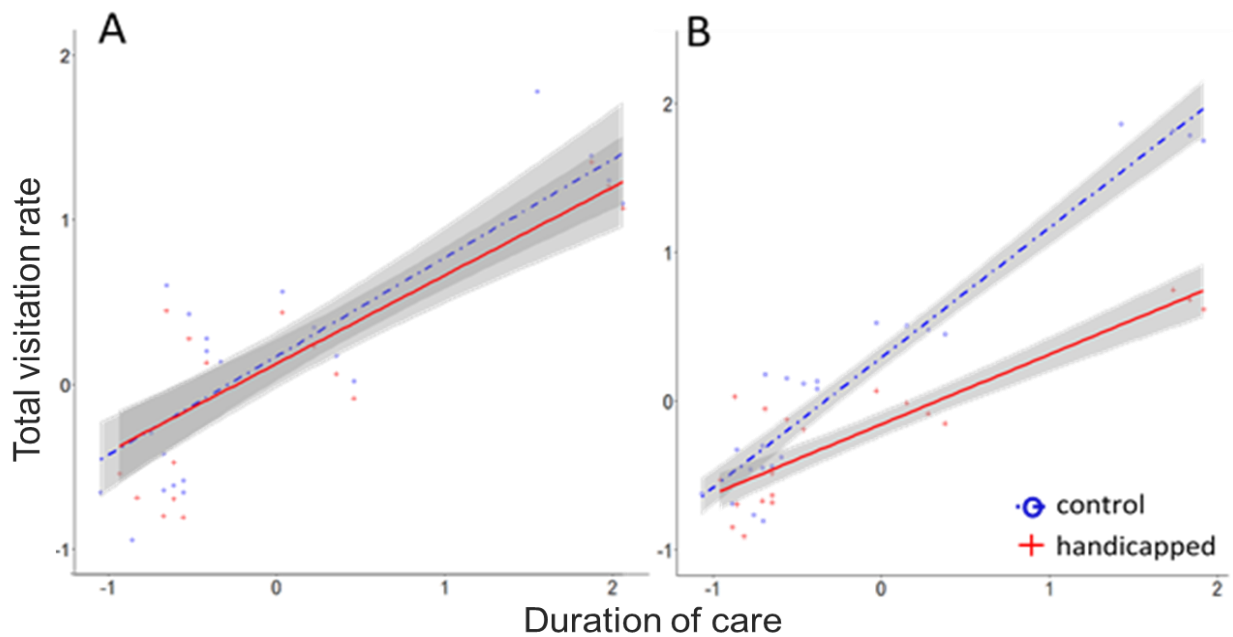 A
B
2
1
0
-1
-1
0
1
2
2
1
0
-1
-1
0
1
2
Total visitation rate
Duration of care
control
handicapped